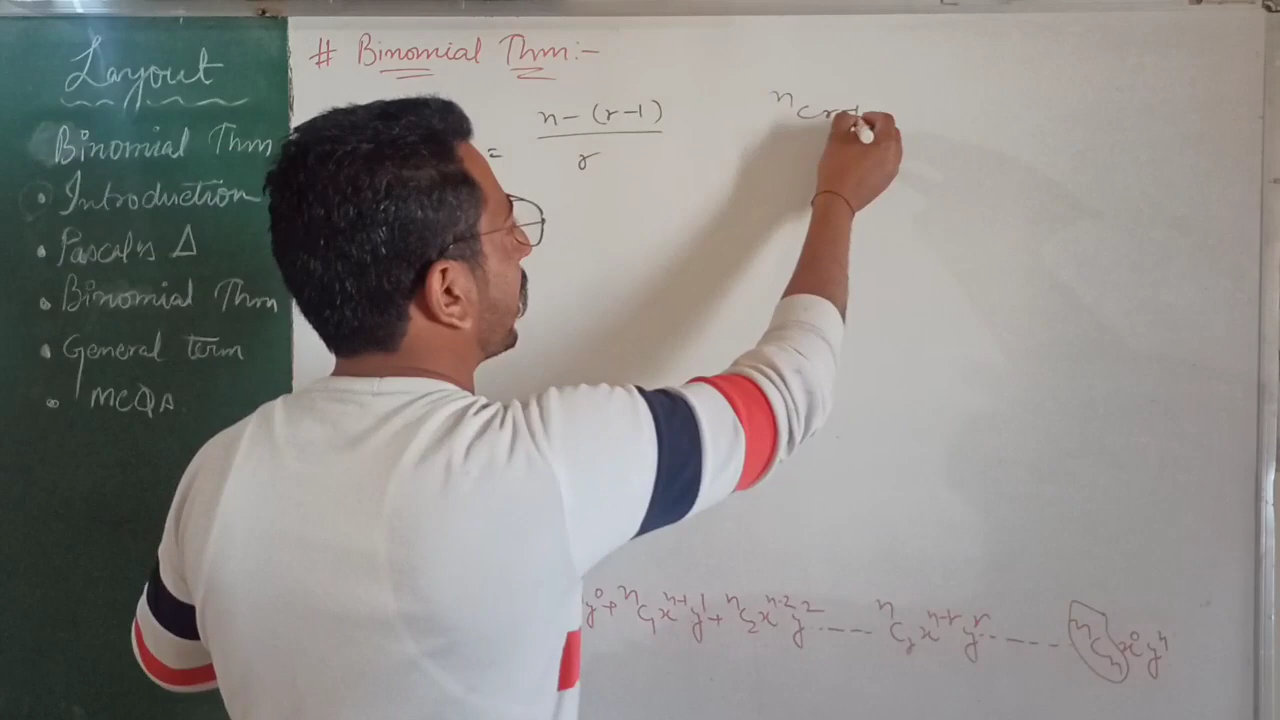 Layout
Binomial Thm
• Introduction
• Pascal's Δ
• Binomial Thm
• General term
• MCQs.
# Binomial Thm:-
= n-(r-1) / r
ⁿCr-1
y⁰ + ⁿC₁xⁿ⁻¹y¹ + ⁿC₂xⁿ⁻²y² ..... ⁿCᵣxⁿ⁻ʳyʳ ..... ⁿCₙx⁰yⁿ